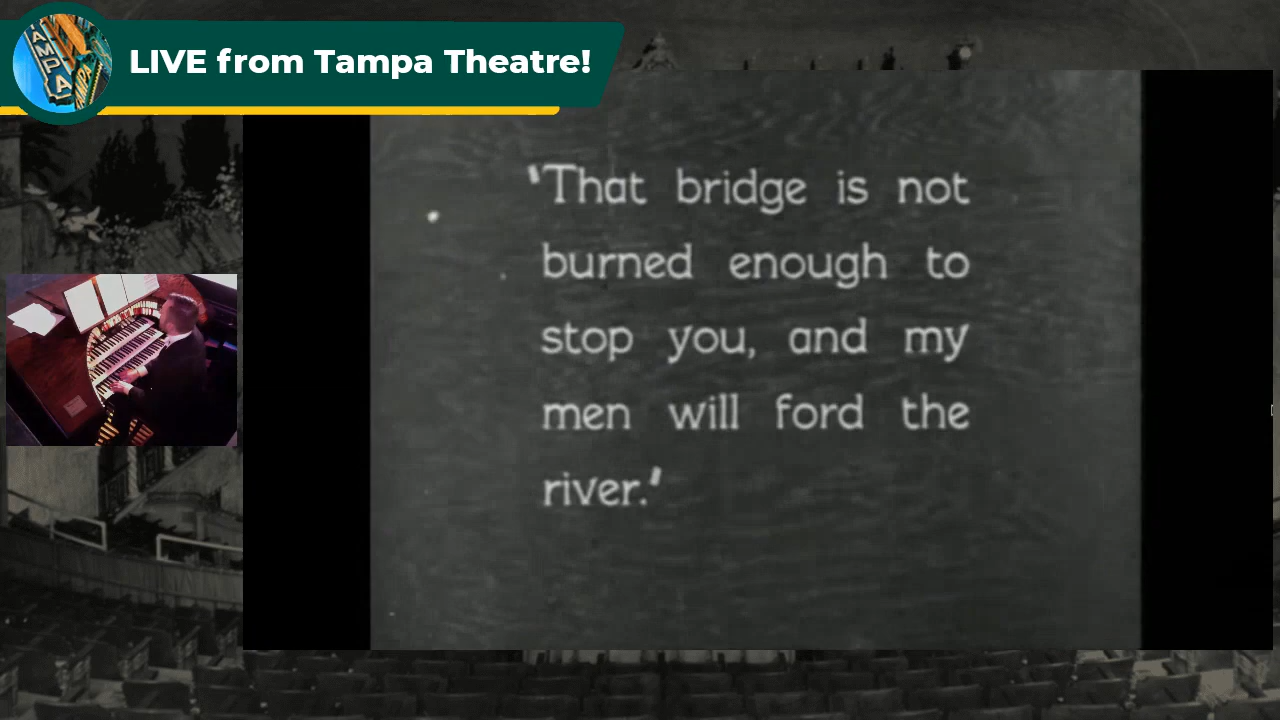 LIVE from Tampa Theatre!
TAMPA
'That bridge is not
burned enough to
stop you, and my
men will ford the
river.'